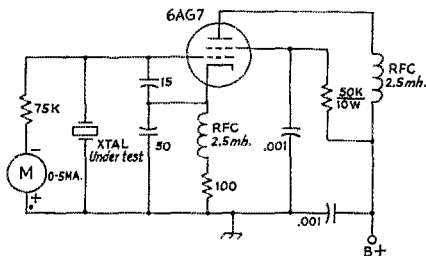 6AG7
15
75K
RFC
2.5mh.
50K
10W
XTAL
Under test
50
RFC
2.5mh.
.001
-
M
0-5MA.
+
100
.001
B+